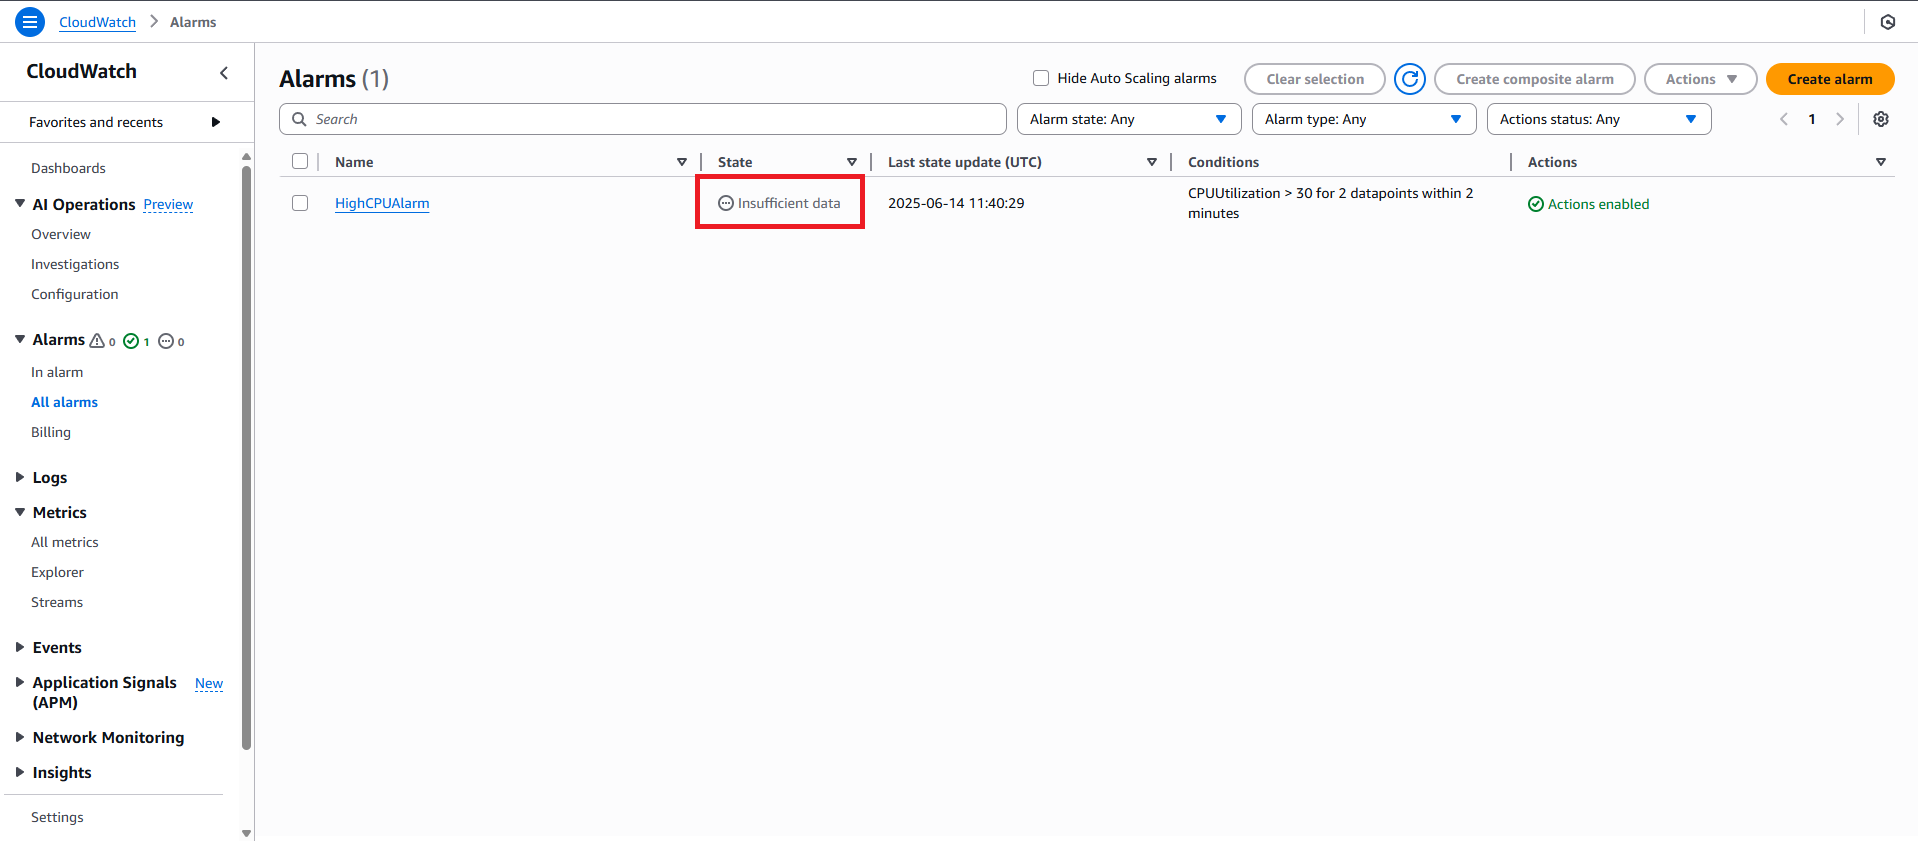 CloudWatch > Alarms
CloudWatch
Favorites and recents
Dashboards
AI Operations Preview
Overview
Investigations
Configuration
Alarms 0 1 0
In alarm
All alarms
Billing
Logs
Metrics
All metrics
Explorer
Streams
Events
Application Signals New
(APM)
Network Monitoring
Insights
Settings
Alarms (1)
Hide Auto Scaling alarms
Clear selection
Create composite alarm
Actions
Create alarm
Search
Alarm state: Any
Alarm type: Any
Actions status: Any
1
Name State Last state update (UTC) Conditions Actions
HighCPUAlarm Insufficient data 2025-06-14 11:40:29 CPUUtilization > 30 for 2 datapoints within 2
minutes
Actions enabled